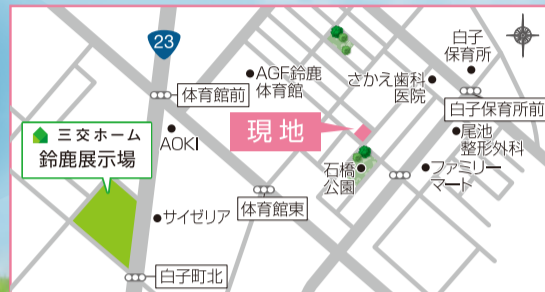 23
白子
保育所
AGF鈴鹿
体育館
さかえ歯科
医院
体育館前
白子保育所前
三交ホーム
鈴鹿展示場
AOKI
現地
尾池
整形外科
石橋
公園
ファミリー
マート
体育館東
サイゼリア
白子町北